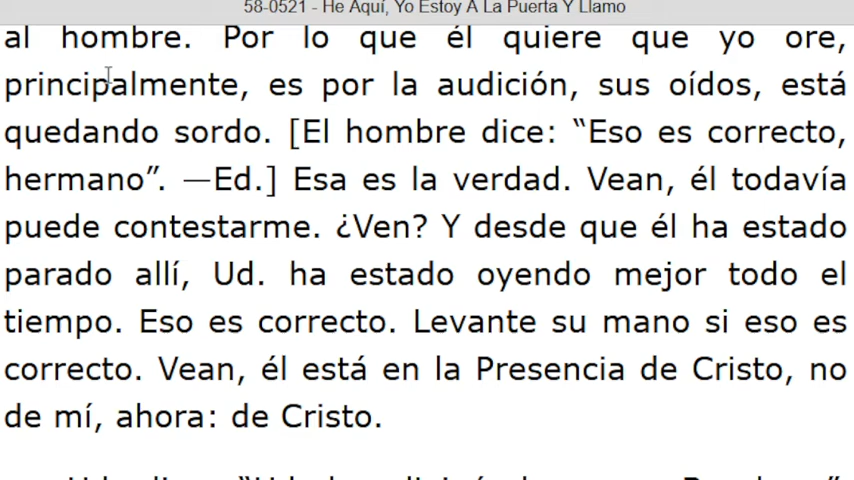 58-0521 - He Aquí, Yo Estoy A La Puerta Y Llamo
al hombre. Por lo que él quiere que yo ore,
principalmente, es por la audición, sus oídos, está
quedando sordo. [El hombre dice: “Eso es correcto,
hermano”. —Ed.] Esa es la verdad. Vean, él todavía
puede contestarme. ¿Ven? Y desde que él ha estado
parado allí, Ud. ha estado oyendo mejor todo el
tiempo. Eso es correcto. Levante su mano si eso es
correcto. Vean, él está en la Presencia de Cristo, no
de mí, ahora: de Cristo.